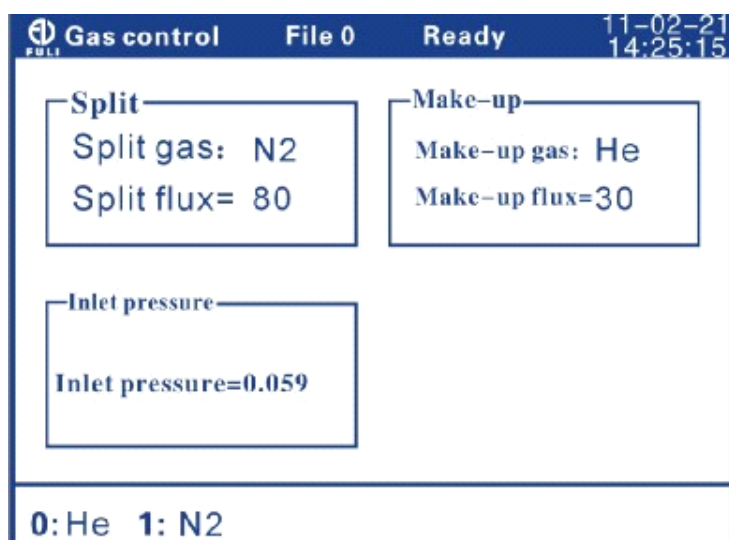 FULI Gas control File 0 Ready 11-02-21
14:25:15
Split
Split gas: N2
Split flux= 80
Make-up
Make-up gas: He
Make-up flux=30
Inlet pressure
Inlet pressure=0.059
0: He 1: N2